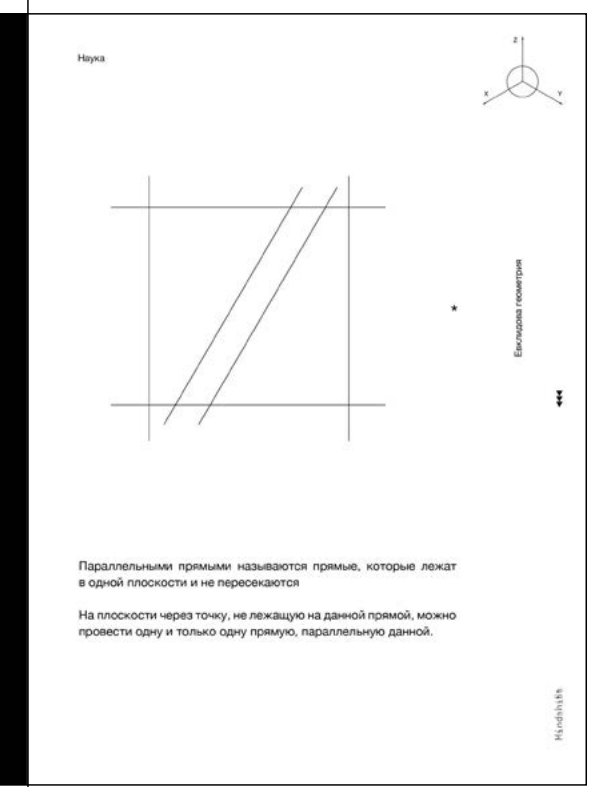 Наука
Z
X
Y
Евклидова геометрия
Параллельными прямыми называются прямые, которые лежат
в одной плоскости и не пересекаются
На плоскости через точку, не лежащую на данной прямой, можно
провести одну и только одну прямую, параллельную данной.